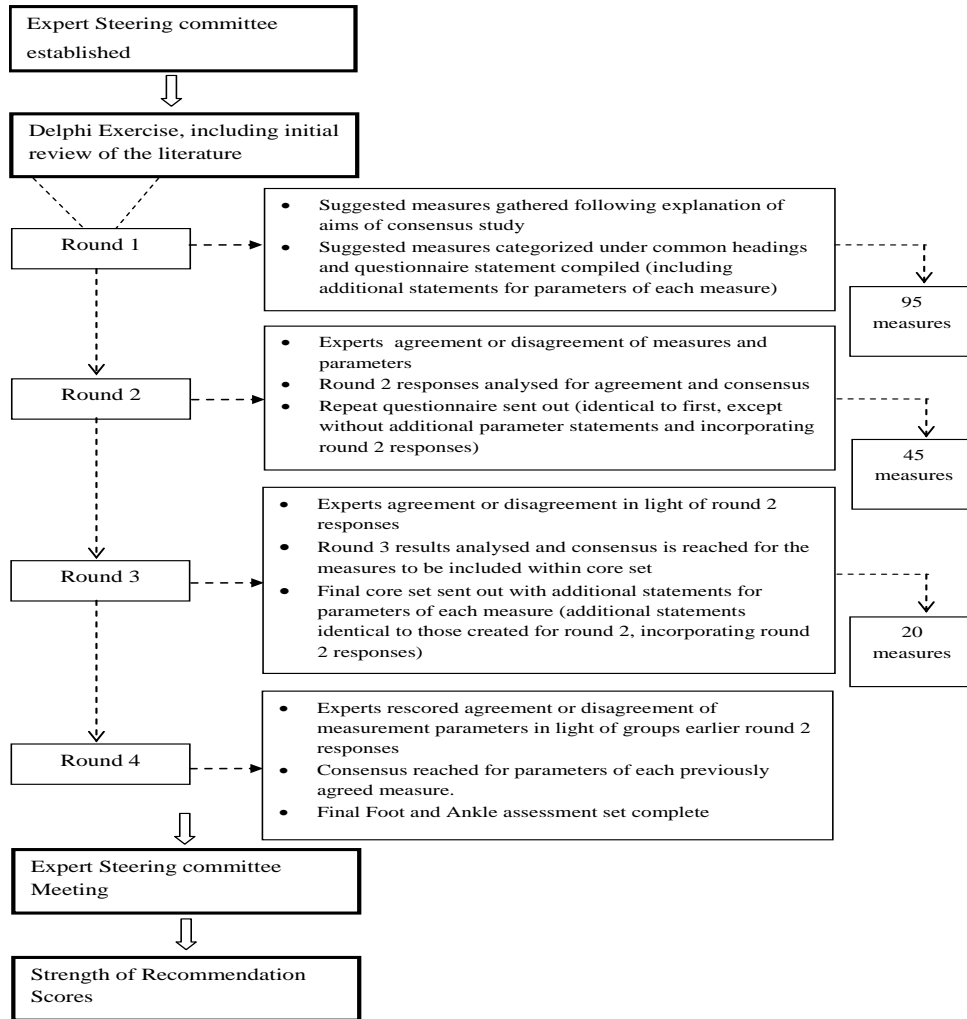 Expert Steering committee
established
Delphi Exercise, including initial
review of the literature
Round 1
• Suggested measures gathered following explanation of
aims of consensus study
• Suggested measures categorized under common headings
and questionnaire statement compiled (including
additional statements for parameters of each measure)
95
measures
Round 2
• Experts agreement or disagreement of measures and
parameters
• Round 2 responses analysed for agreement and consensus
• Repeat questionnaire sent out (identical to first, except
without additional parameter statements and incorporating
round 2 responses)
45
measures
Round 3
• Experts agreement or disagreement in light of round 2
responses
• Round 3 results analysed and consensus is reached for the
measures to be included within core set
• Final core set sent out with additional statements for
parameters of each measure (additional statements
identical to those created for round 2, incorporating round
2 responses)
20
measures
Round 4
• Experts rescored agreement or disagreement of
measurement parameters in light of groups earlier round 2
responses
• Consensus reached for parameters of each previously
agreed measure.
• Final Foot and Ankle assessment set complete
Expert Steering committee
Meeting
Strength of Recommendation
Scores